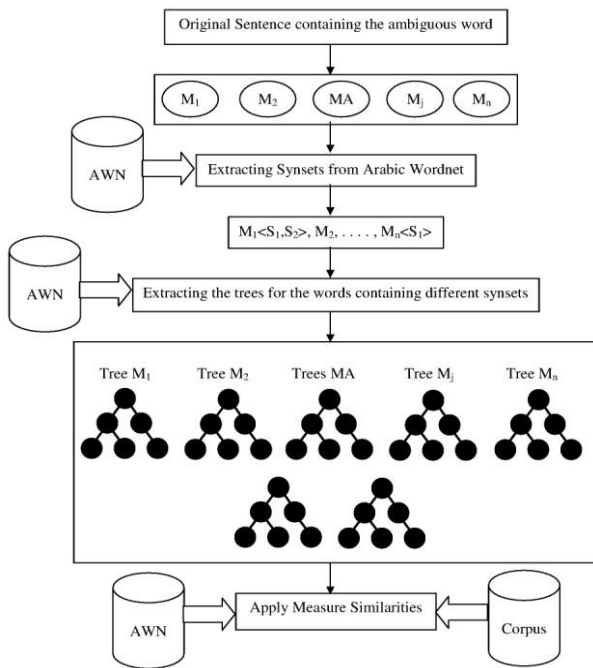 Original Sentence containing the ambiguous word
M₁ M₂ MA Mⱼ Mₙ
AWN
Extracting Synsets from Arabic Wordnet
M₁<S₁,S₂>, M₂, . . . . , Mₙ<S₁>
AWN
Extracting the trees for the words containing different synsets
Tree M₁ Tree M₂ Trees MA Tree Mⱼ Tree Mₙ
AWN
Apply Measure Similarities
Corpus